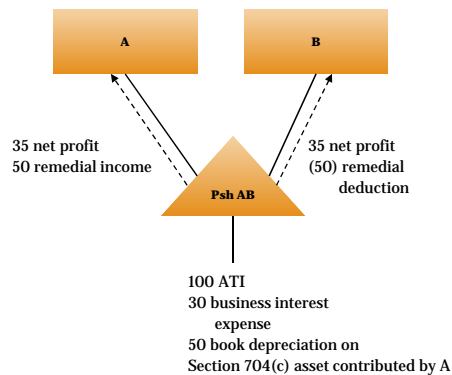 A
B
35 net profit
50 remedial income
35 net profit
(50) remedial
deduction
Psh AB
100 ATI
30 business interest
expense
50 book depreciation on
Section 704(c) asset contributed by A